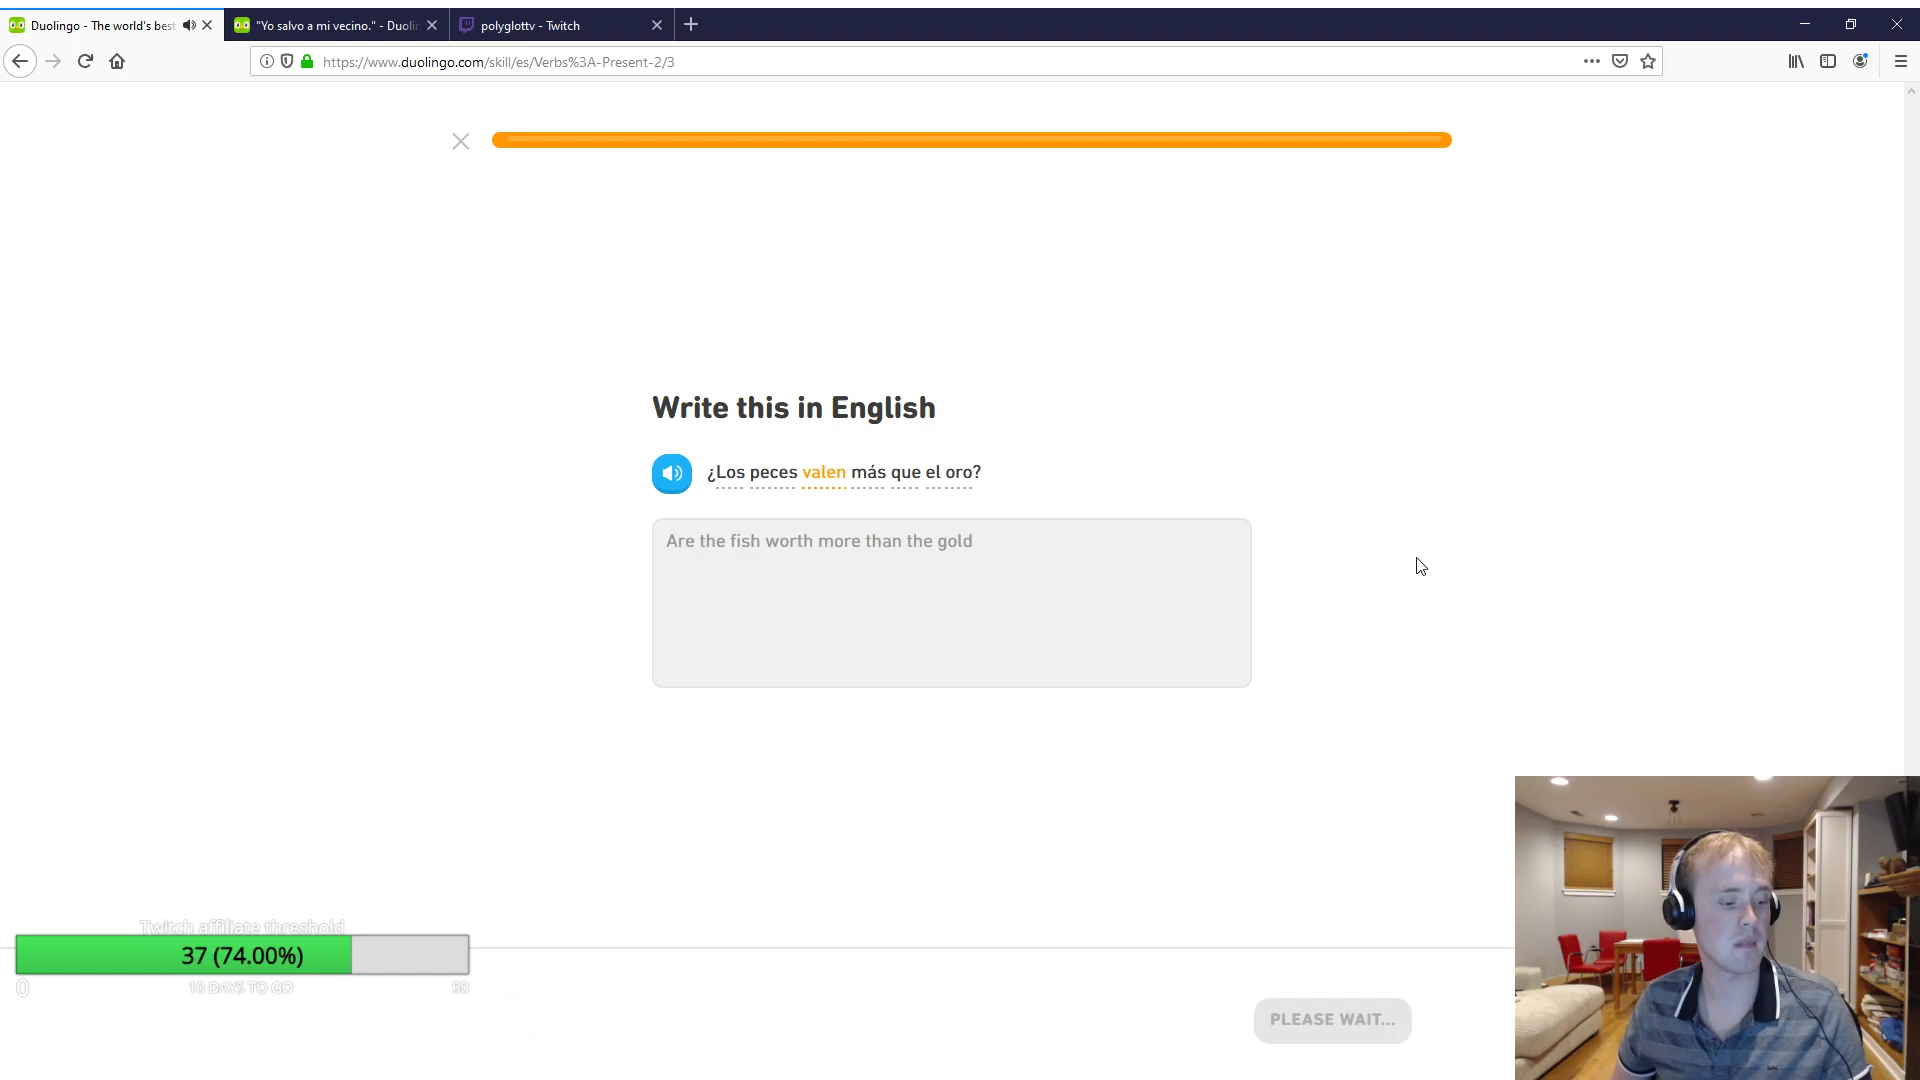 Duolingo - The world's best
"Yo salvo a mi vecino." - Duolin
polyglottv - Twitch
https://www.duolingo.com/skill/es/Verbs%3A-Present-2/3
Write this in English
¿Los peces valen más que el oro?
Are the fish worth more than the gold
Twitch affiliate threshold
37 (74.00%)
0
10 DAYS TO GO
50
PLEASE WAIT...